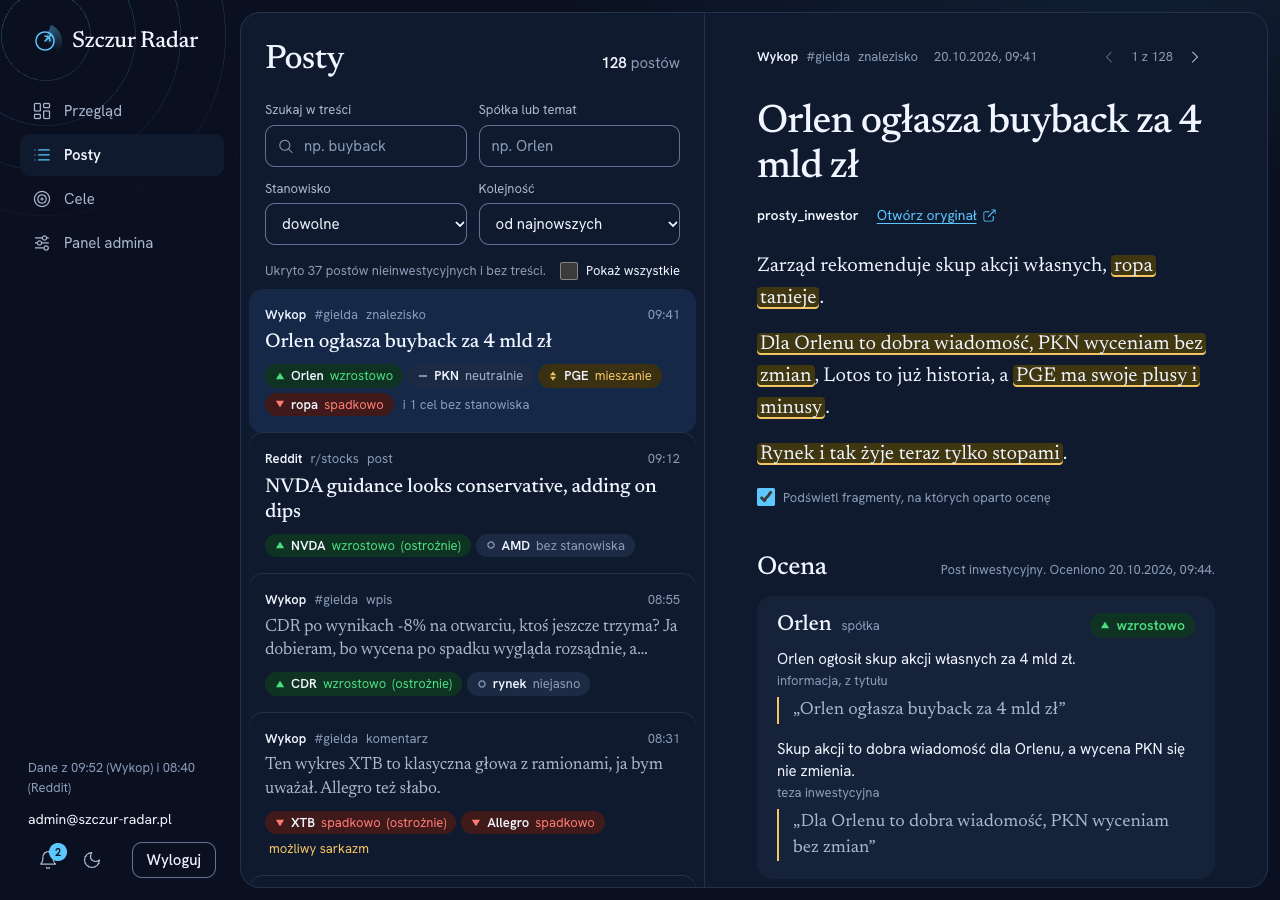 Szczur Radar
Przegląd
Posty
Cele
Panel admina
Dane z 09:52 (Wykop) i 08:40
(Reddit)
admin@szczur-radar.pl
2
Wyloguj
Posty
128 postów
Szukaj w treści
Spółka lub temat
np. buyback
np. Orlen
Stanowisko
Kolejność
dowolne
od najnowszych
Ukryto 37 postów nieinwestycyjnych i bez treści.
Pokaż wszystkie
Wykop #gielda znalezisko 09:41
Orlen ogłasza buyback za 4 mld zł
Orlen wzrostowo PKN neutralnie PGE mieszanie
ropa spadkowo i 1 cel bez stanowiska
Reddit r/stocks post 09:12
NVDA guidance looks conservative, adding on
dips
NVDA wzrostowo (ostrożnie) AMD bez stanowiska
Wykop #gielda wpis 08:55
CDR po wynikach -8% na otwarciu, ktoś jeszcze trzyma? Ja
dobieram, bo wycena po spadku wygląda rozsądnie, a...
CDR wzrostowo (ostrożnie) rynek niejasno
Wykop #gielda komentarz 08:31
Ten wykres XTB to klasyczna głowa z ramionami, ja bym
uważał. Allegro też słabo.
XTB spadkowo (ostrożnie) Allegro spadkowo
możliwy sarkazm
Wykop #gielda znalezisko 20.10.2026, 09:41
1 z 128
Orlen ogłasza buyback za 4
mld zł
prosty_inwestor Otwórz oryginał
Zarząd rekomenduje skup akcji własnych, ropa
tanieje.
Dla Orlenu to dobra wiadomość, PKN wyceniam bez
zmian, Lotos to już historia, a PGE ma swoje plusy i
minusy.
Rynek i tak żyje teraz tylko stopami.
Podświetl fragmenty, na których oparto ocenę
Ocena
Post inwestycyjny. Oceniono 20.10.2026, 09:44.
Orlen spółka
wzrostowo
Orlen ogłosił skup akcji własnych za 4 mld zł.
informacja, z tytułu
„Orlen ogłasza buyback za 4 mld zł”
Skup akcji to dobra wiadomość dla Orlenu, a wycena PKN się
nie zmienia.
teza inwestycyjna
„Dla Orlenu to dobra wiadomość, PKN wyceniam
bez zmian”